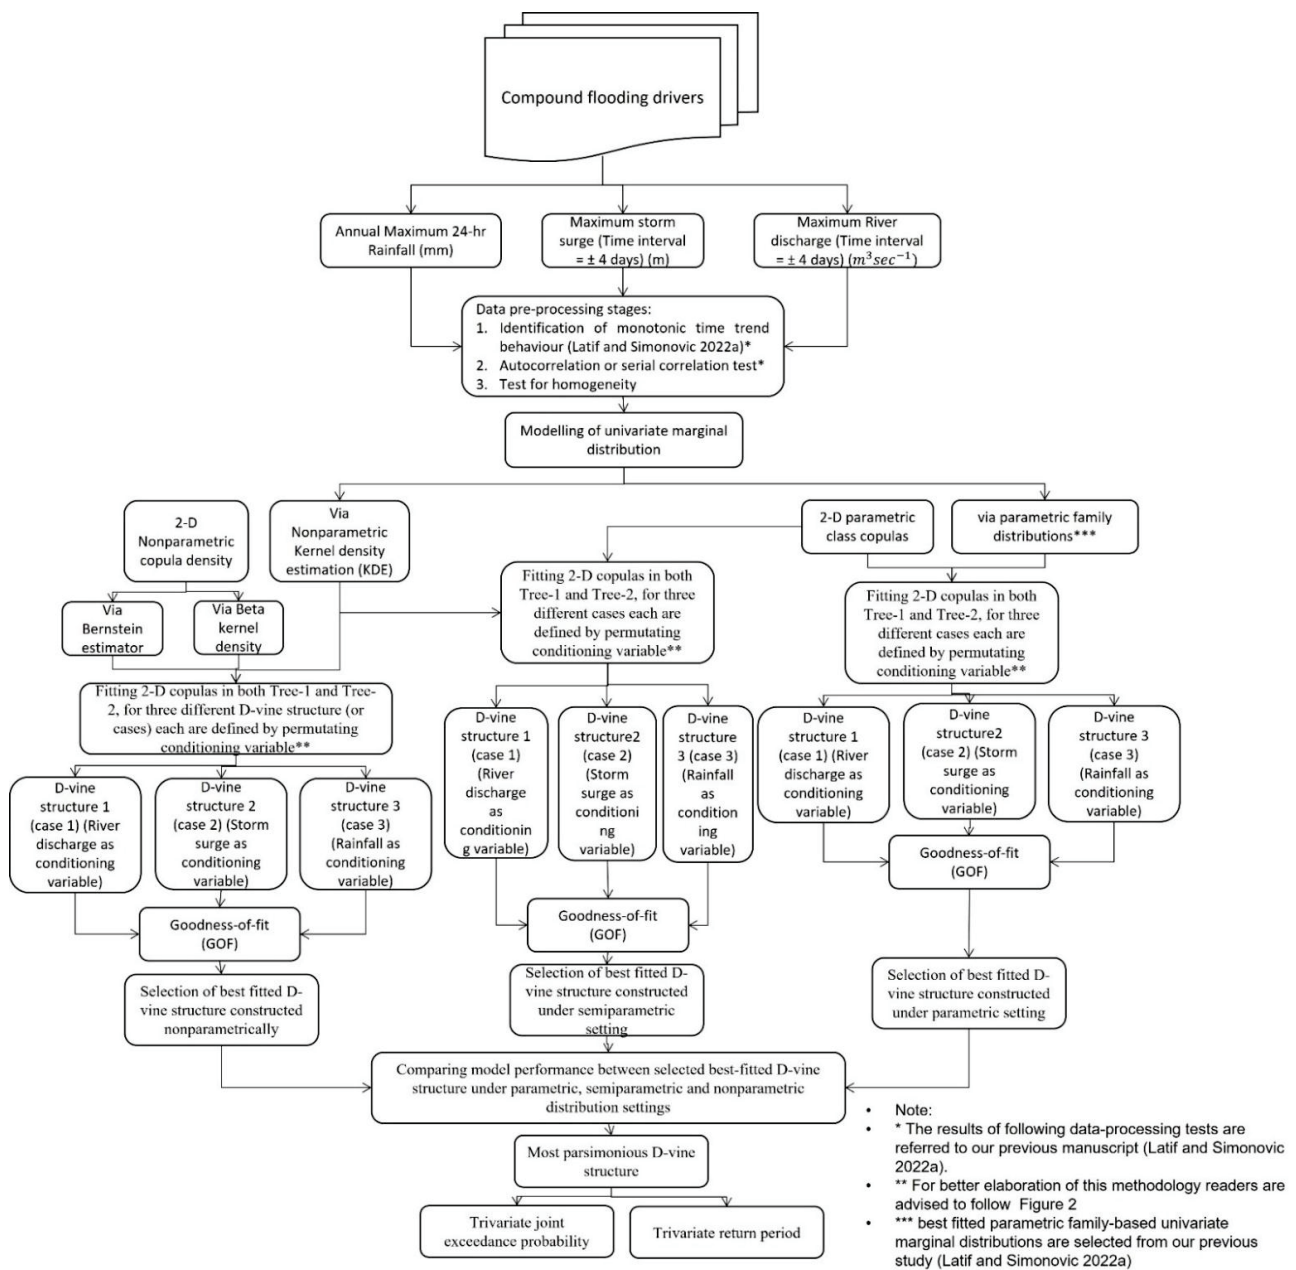 Compound flooding drivers
Annual Maximum 24-hr
Rainfall (mm)
Maximum storm
surge (Time interval
= ± 4 days) (m)
Maximum River
discharge (Time interval
= ± 4 days) (m³sec⁻¹)
Data pre-processing stages:
1. Identification of monotonic time trend
behaviour (Latif and Simonovic 2022a)*
2. Autocorrelation or serial correlation test*
3. Test for homogeneity
Modelling of univariate marginal
distribution
2-D
Nonparametric
copula density
Via
Nonparametric
Kernel density
estimation (KDE)
2-D parametric
class copulas
via parametric family
distributions***
Via
Bernstein
estimator
Via Beta
kernel
density
Fitting 2-D copulas in both
Tree-1 and Tree-2, for three
different cases each are
defined by permutating
conditioning variable**
Fitting 2-D copulas in both
Tree-1 and Tree-2, for three
different cases each are
defined by permutating
conditioning variable**
Fitting 2-D copulas in both Tree-1 and Tree-
2, for three different D-vine structure (or
cases) each are defined by permutating
conditioning variable**
D-vine
structure 1
(case 1) (River
discharge as
conditioning
variable)
D-vine
structure 2
(case 2) (Storm
surge as
conditioning
variable)
D-vine
structure 3
(case 3)
(Rainfall as
conditioning
variable)
D-vine
structure 1
(case 1)
(River
discharge
as
conditionin
g variable)
D-vine
structure2
(case 2)
(Storm
surge as
conditioni
ng
variable)
D-vine
structure
3 (case 3)
(Rainfall
as
condition
ing
variable)
D-vine
structure 1
(case 1) (River
discharge as
conditioning
variable)
D-vine
structure2
(case 2) (Storm
surge as
conditioning
variable)
D-vine
structure 3
(case 3)
(Rainfall as
conditioning
variable)
Goodness-of-fit
(GOF)
Goodness-of-fit
(GOF)
Goodness-of-fit
(GOF)
Selection of best fitted D-
vine structure constructed
nonparametrically
Selection of best fitted D-
vine structure constructed
under semiparametric
setting
Selection of best fitted D-
vine structure constructed
under parametric setting
Comparing model performance between selected best-fitted D-vine
structure under parametric, semiparametric and nonparametric
distribution settings
Most parsimonious D-vine
structure
Trivariate joint
exceedance probability
Trivariate return period
• Note:
• * The results of following data-processing tests are
referred to our previous manuscript (Latif and Simonovic
2022a).
• ** For better elaboration of this methodology readers are
advised to follow Figure 2
• *** best fitted parametric family-based univariate
marginal distributions are selected from our previous
study (Latif and Simonovic 2022a)